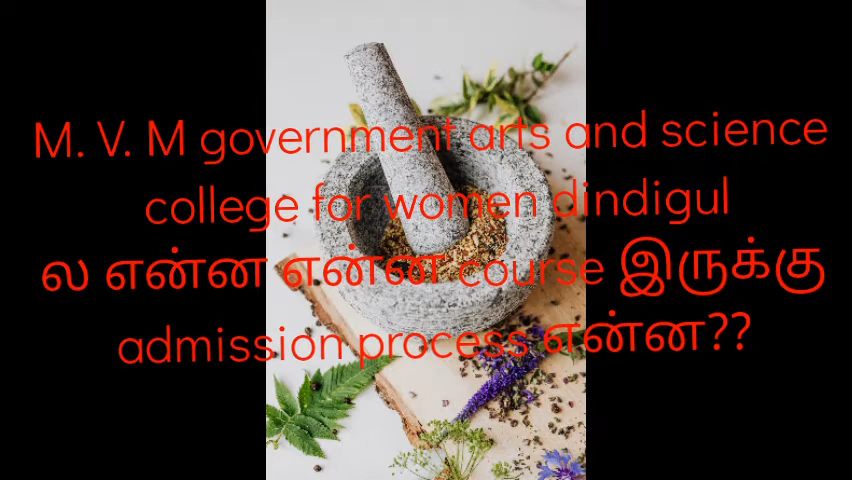 M. V. M government arts and science
college for women dindigul
ல என்ன என்ன course இருக்கு
admission process என்ன??